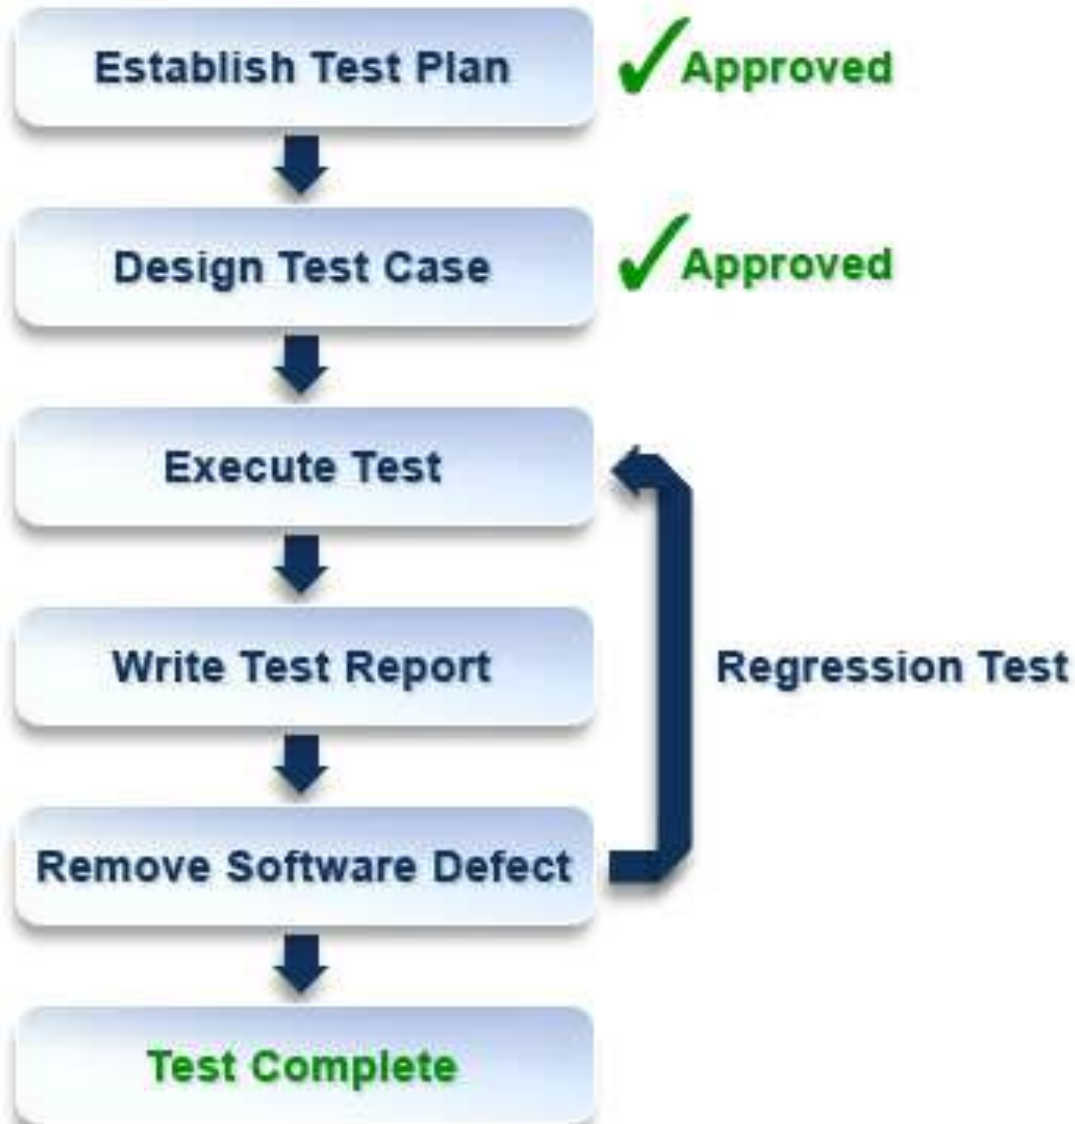 Establish Test Plan
✓ Approved
Design Test Case
✓ Approved
Execute Test
Write Test Report
Regression Test
Remove Software Defect
Test Complete